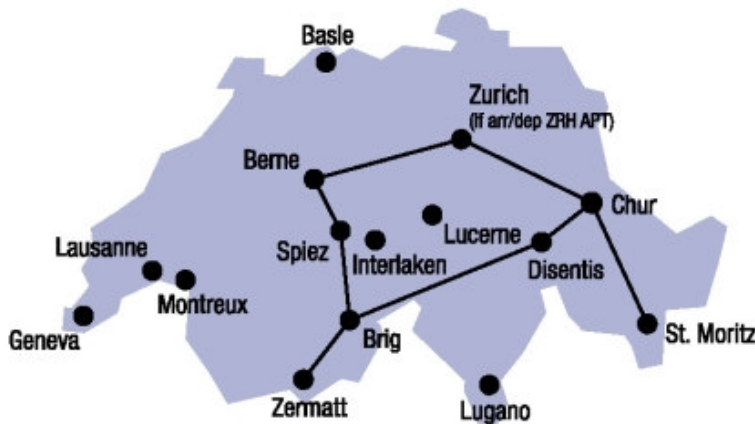 Basle
Zurich
(If arr/dep ZRH APT)
Berne
Chur
Lucerne
Spiez
Interlaken
Disentis
Lausanne
Montreux
Geneva
Brig
St. Moritz
Zermatt
Lugano